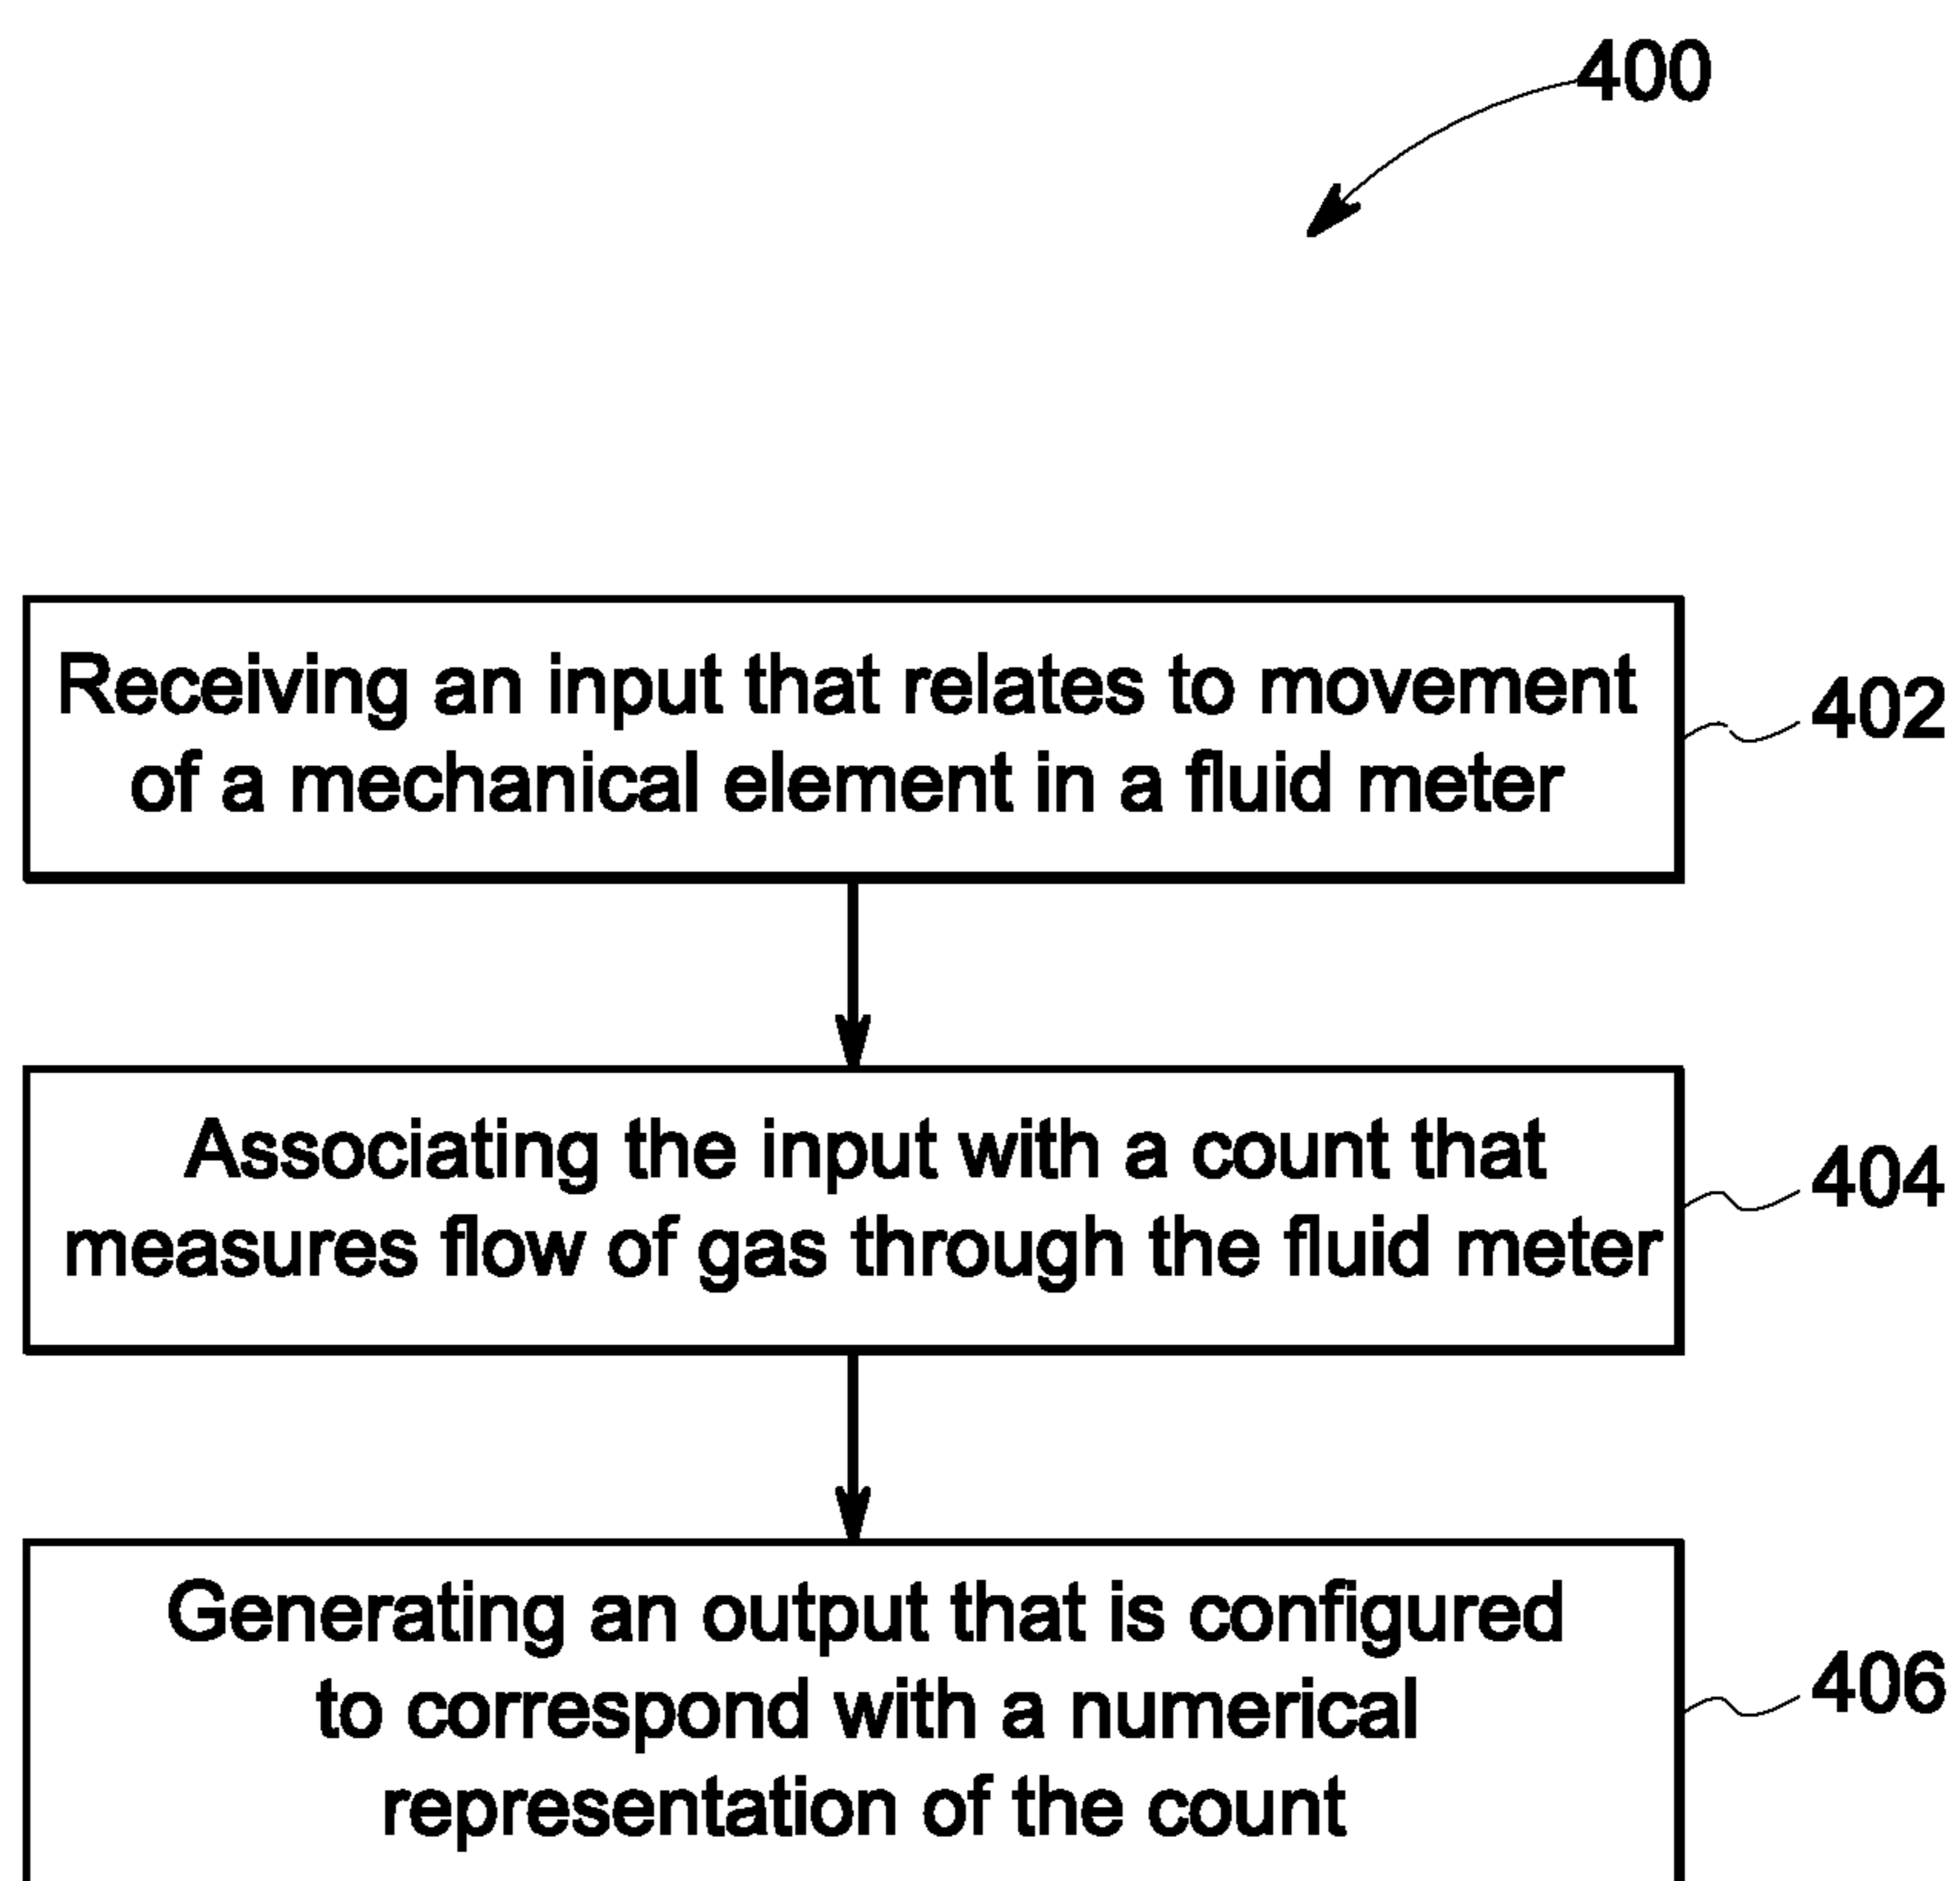 400
Receiving an input that relates to movement
of a mechanical element in a fluid meter
402
Associating the input with a count that
measures flow of gas through the fluid meter
404
Generating an output that is configured
to correspond with a numerical
representation of the count
406